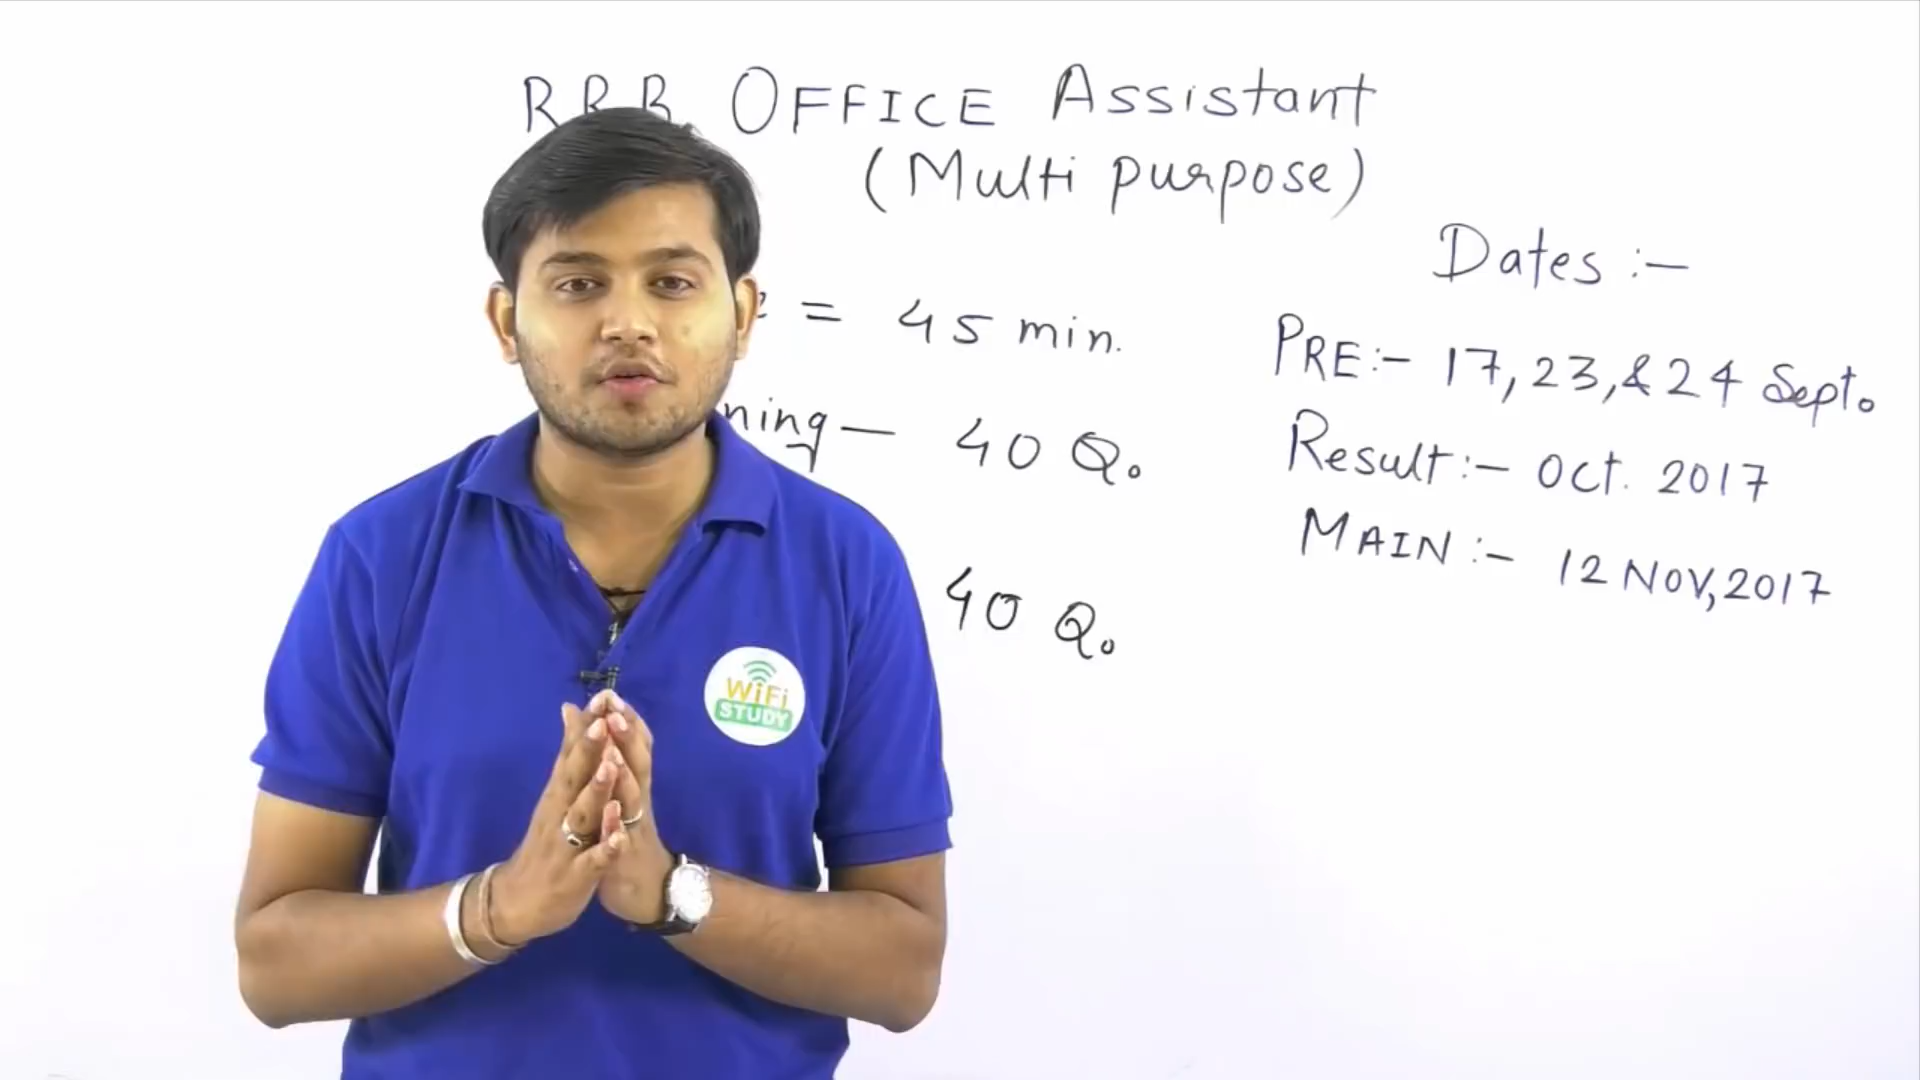 RRB OFFICE Assistant
(Multi purpose)
= 45 min.
ning — 40 Q.
40 Q.
Dates :-
PRE:- 17, 23, & 24 Sept.
Result:- Oct. 2017
MAIN :- 12 NOV, 2017
WiFi
STUDY